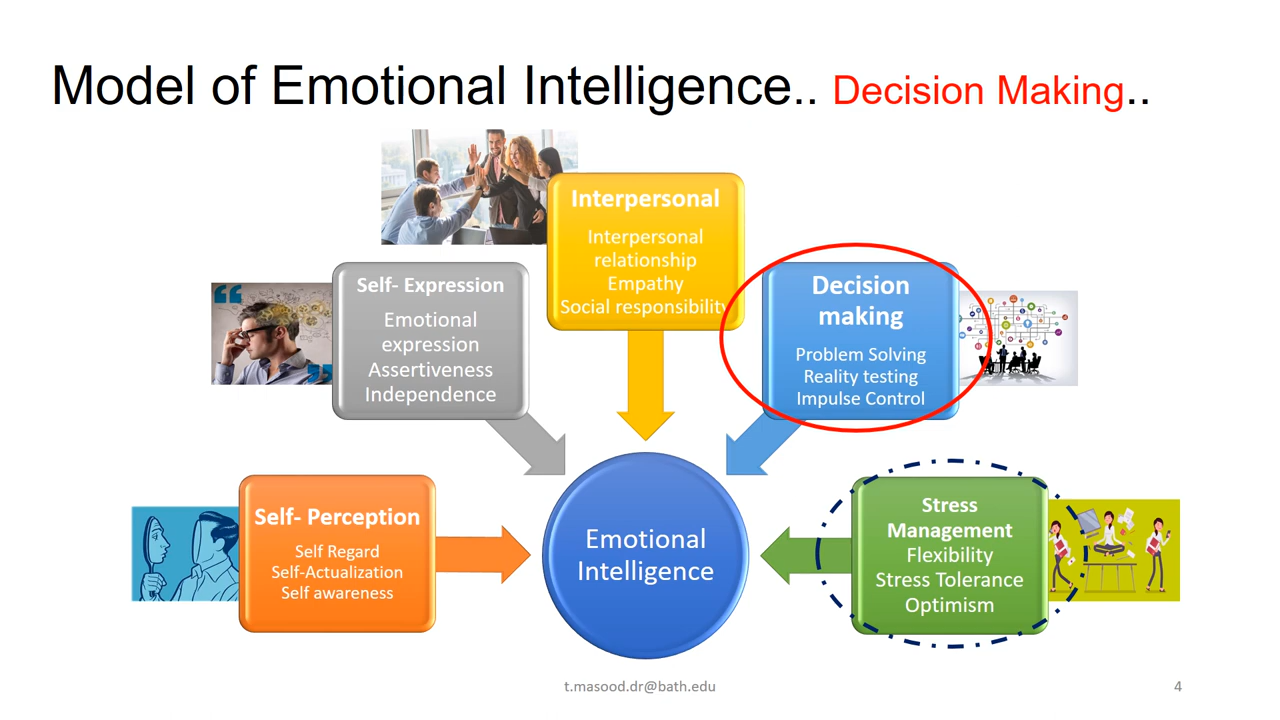 Model of Emotional Intelligence.. Decision Making..
Interpersonal
Interpersonal
relationship
Empathy
Social responsibility
Self- Expression
Emotional
expression
Assertiveness
Independence
Decision
making
Problem Solving
Reality testing
Impulse Control
Self- Perception
Self Regard
Self-Actualization
Self awareness
Emotional
Intelligence
Stress
Management
Flexibility
Stress Tolerance
Optimism
t.masood.dr@bath.edu
4